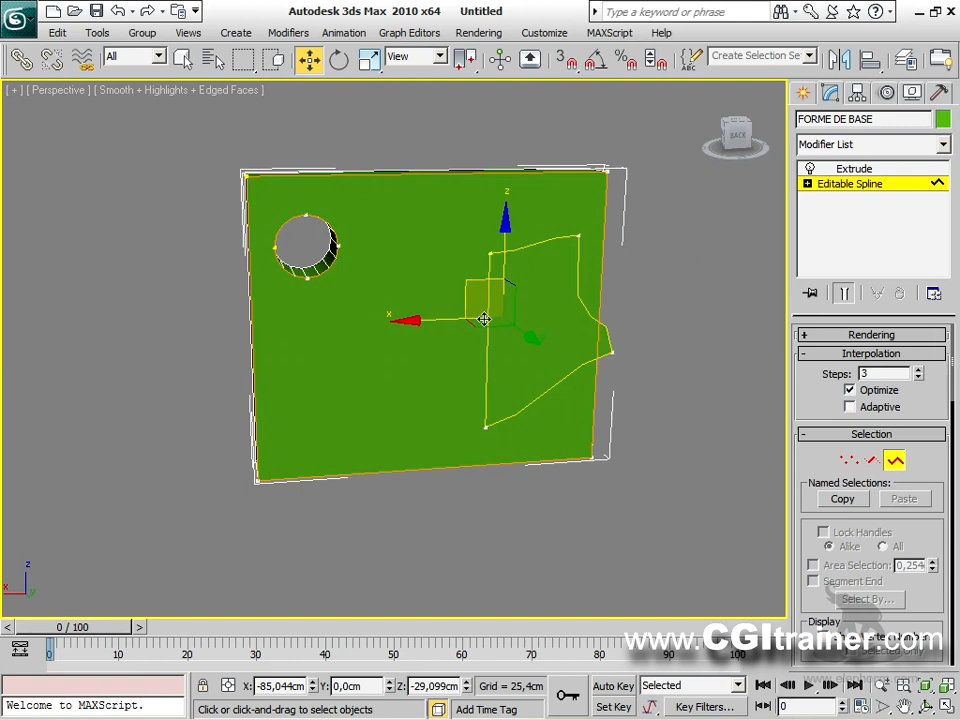 Autodesk 3ds Max 2010 x64 Untitled
Type a keyword or phrase
Edit Tools Group Views Create Modifiers Animation Graph Editors Rendering Customize MAXScript Help
All View 3 Create Selection Se
[ + ] [ Perspective ] [ Smooth + Highlights + Edged Faces ]
BACK
FORME DE BASE
Modifier List
Extrude
Editable Spline
z
x
Rendering
Interpolation
Steps: 3
Optimize
Adaptive
Selection
Named Selections:
Copy Paste
Lock Handles
Alike All
Area Selection: 0,254
Segment End
Select By...
Display
z
x y
0 / 100
www.CGItrainer.com
0 10 20 30 40 50 60 70 80 90 100
X: -85,044cm Y: 0,0cm Z: -29,099cm Grid = 25,4cm Auto Key Selected
Welcome to MAXScript. Click or click-and-drag to select objects Add Time Tag Set Key Key Filters... 0